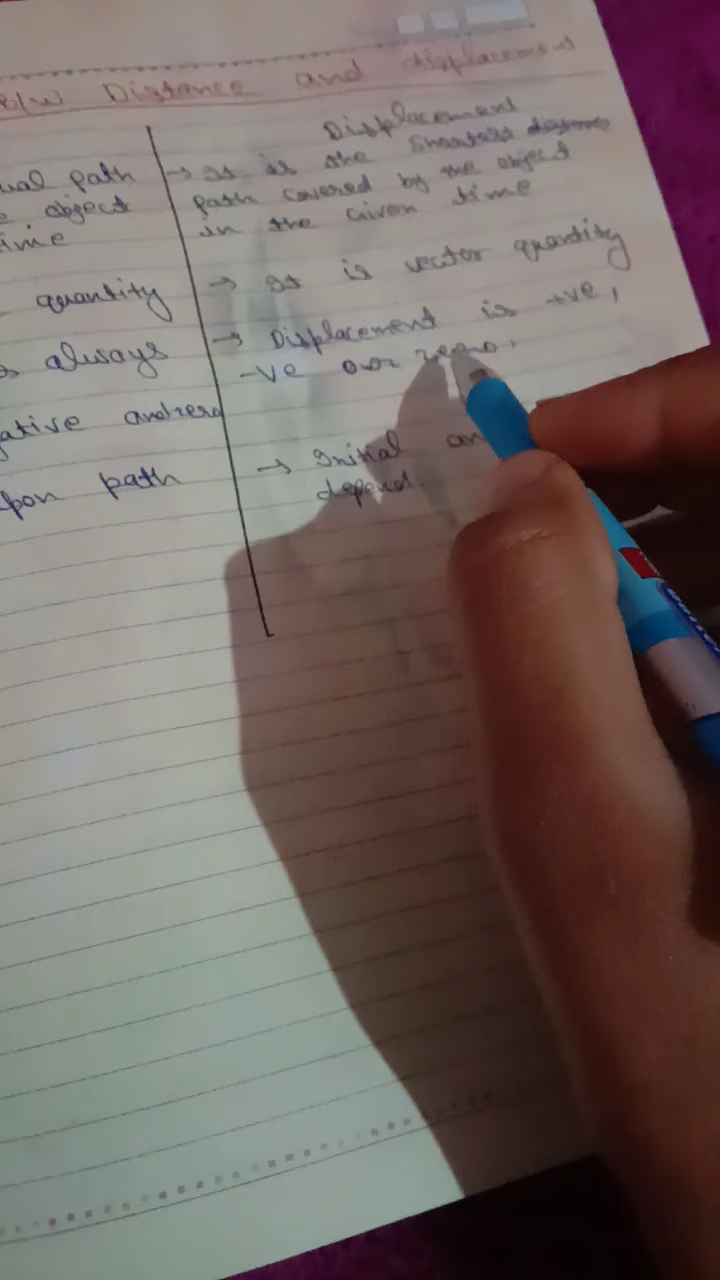 B/W Distance and displacement
ual path
e object
ime
quantity
s always
ative and zero
pon path
Displacement
→ It is the Shortest distance
path covered by the object
in the Given time
→ It is vector quantity
→ Displacement is +ve,
-ve or zero.
→ Initial an
depend.